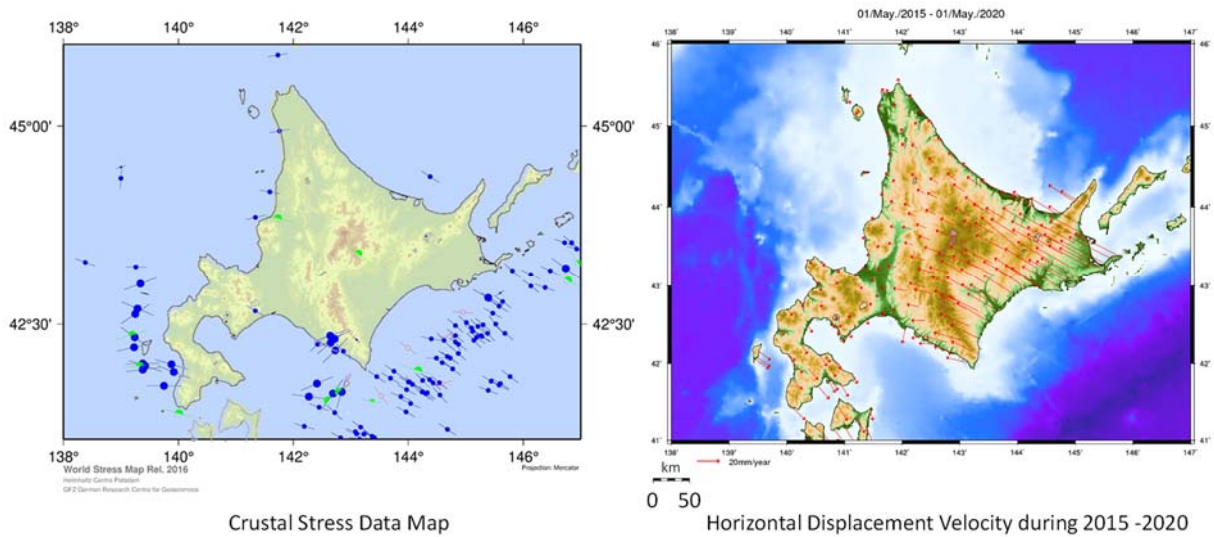 01/May./2015 - 01/May./2020
138° 140° 142° 144° 146°
138° 139° 140° 141° 142° 143° 144° 145° 146° 147°
46° 46°
45°00' 45°00'
45° 45°
44° 44°
43° 43°
42°30' 42°30'
42° 42°
41° 41°
138° 140° 142° 144° 146°
138° 139° 140° 141° 142° 143° 144° 145° 146° 147°
World Stress Map Rel. 2016
Projection: Mercator
Helmholtz Centre Potsdam
GFZ German Research Centre for Geosciences
km
20mm/year
0 50
Crustal Stress Data Map
Horizontal Displacement Velocity during 2015 -2020